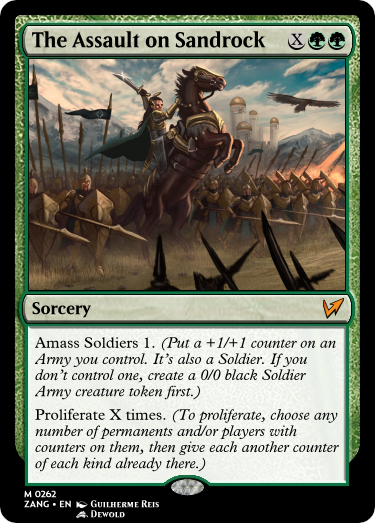 The Assault on Sandrock X
Sorcery
Amass Soldiers 1. (Put a +1/+1 counter on an
Army you control. It's also a Soldier. If you
don't control one, create a 0/0 black Soldier
Army creature token first.)
Proliferate X times. (To proliferate, choose any
number of permanents and/or players with
counters on them, then give each another counter
of each kind already there.)
M 0262
ZANG • EN Guilherme Reis
Dewold